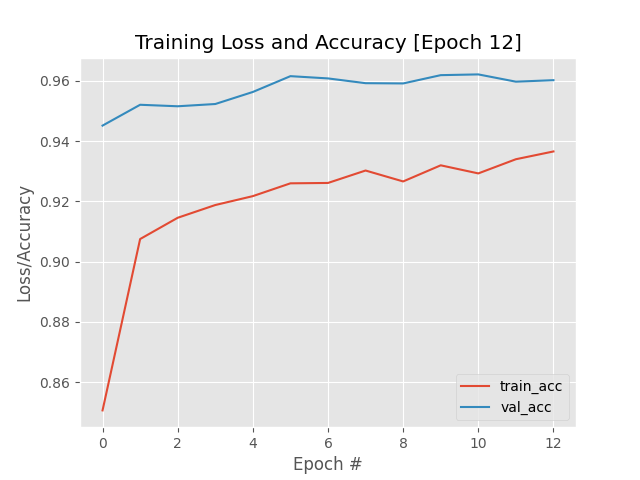 Training Loss and Accuracy [Epoch 12]
0.96
0.94
0.92
0.90
0.88
0.86
Loss/Accuracy
train_acc
val_acc
0 2 4 6 8 10 12
Epoch #